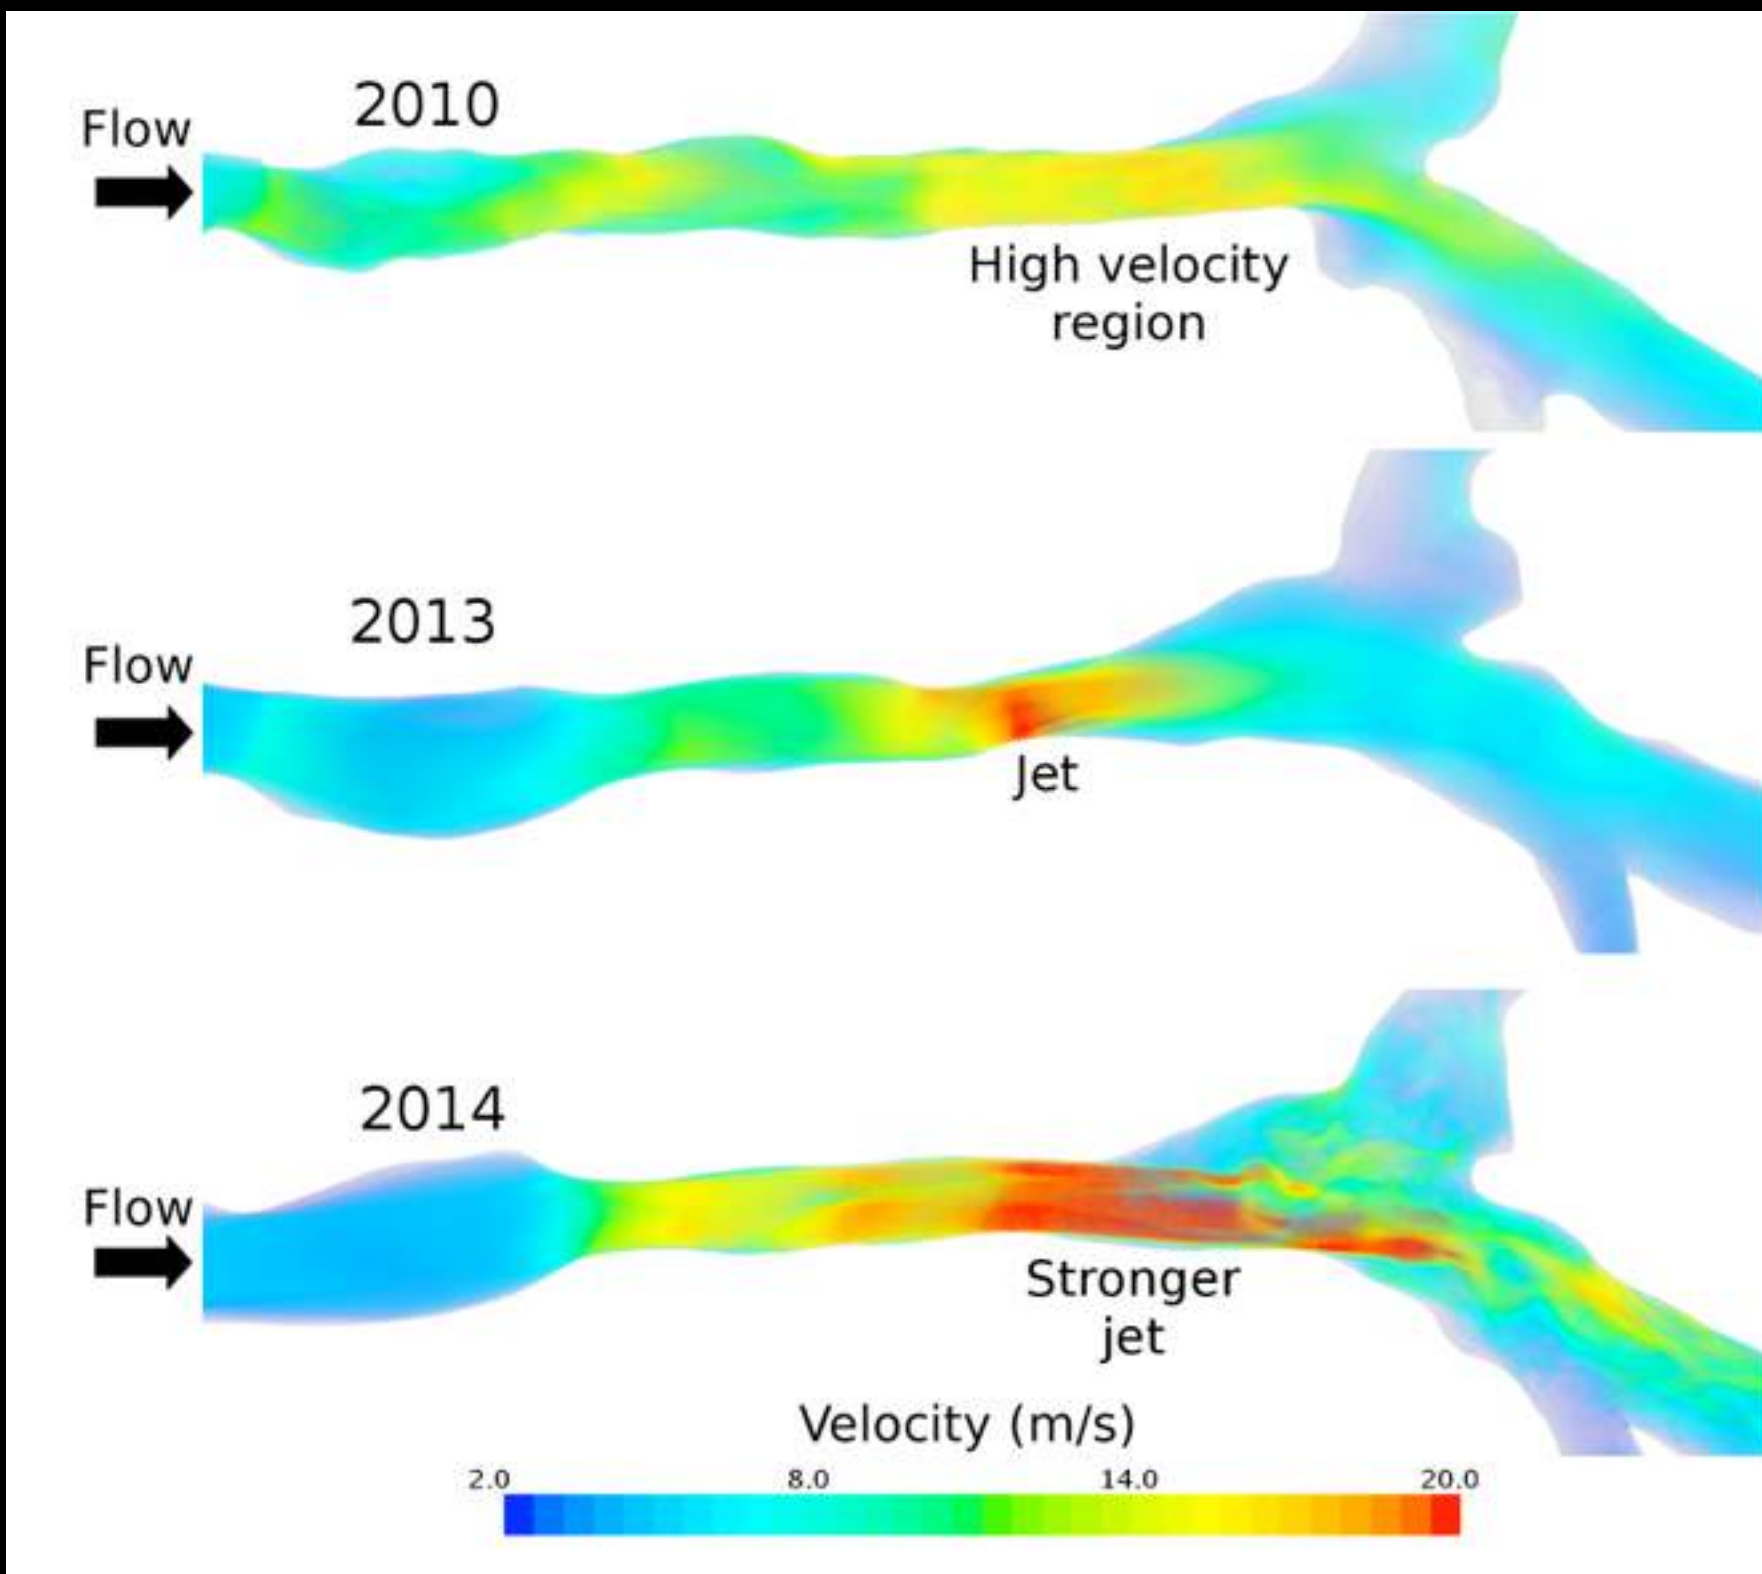 2010
Flow
High velocity
region
2013
Flow
Jet
2014
Flow
Stronger
jet
Velocity (m/s)
2.0 8.0 14.0 20.0